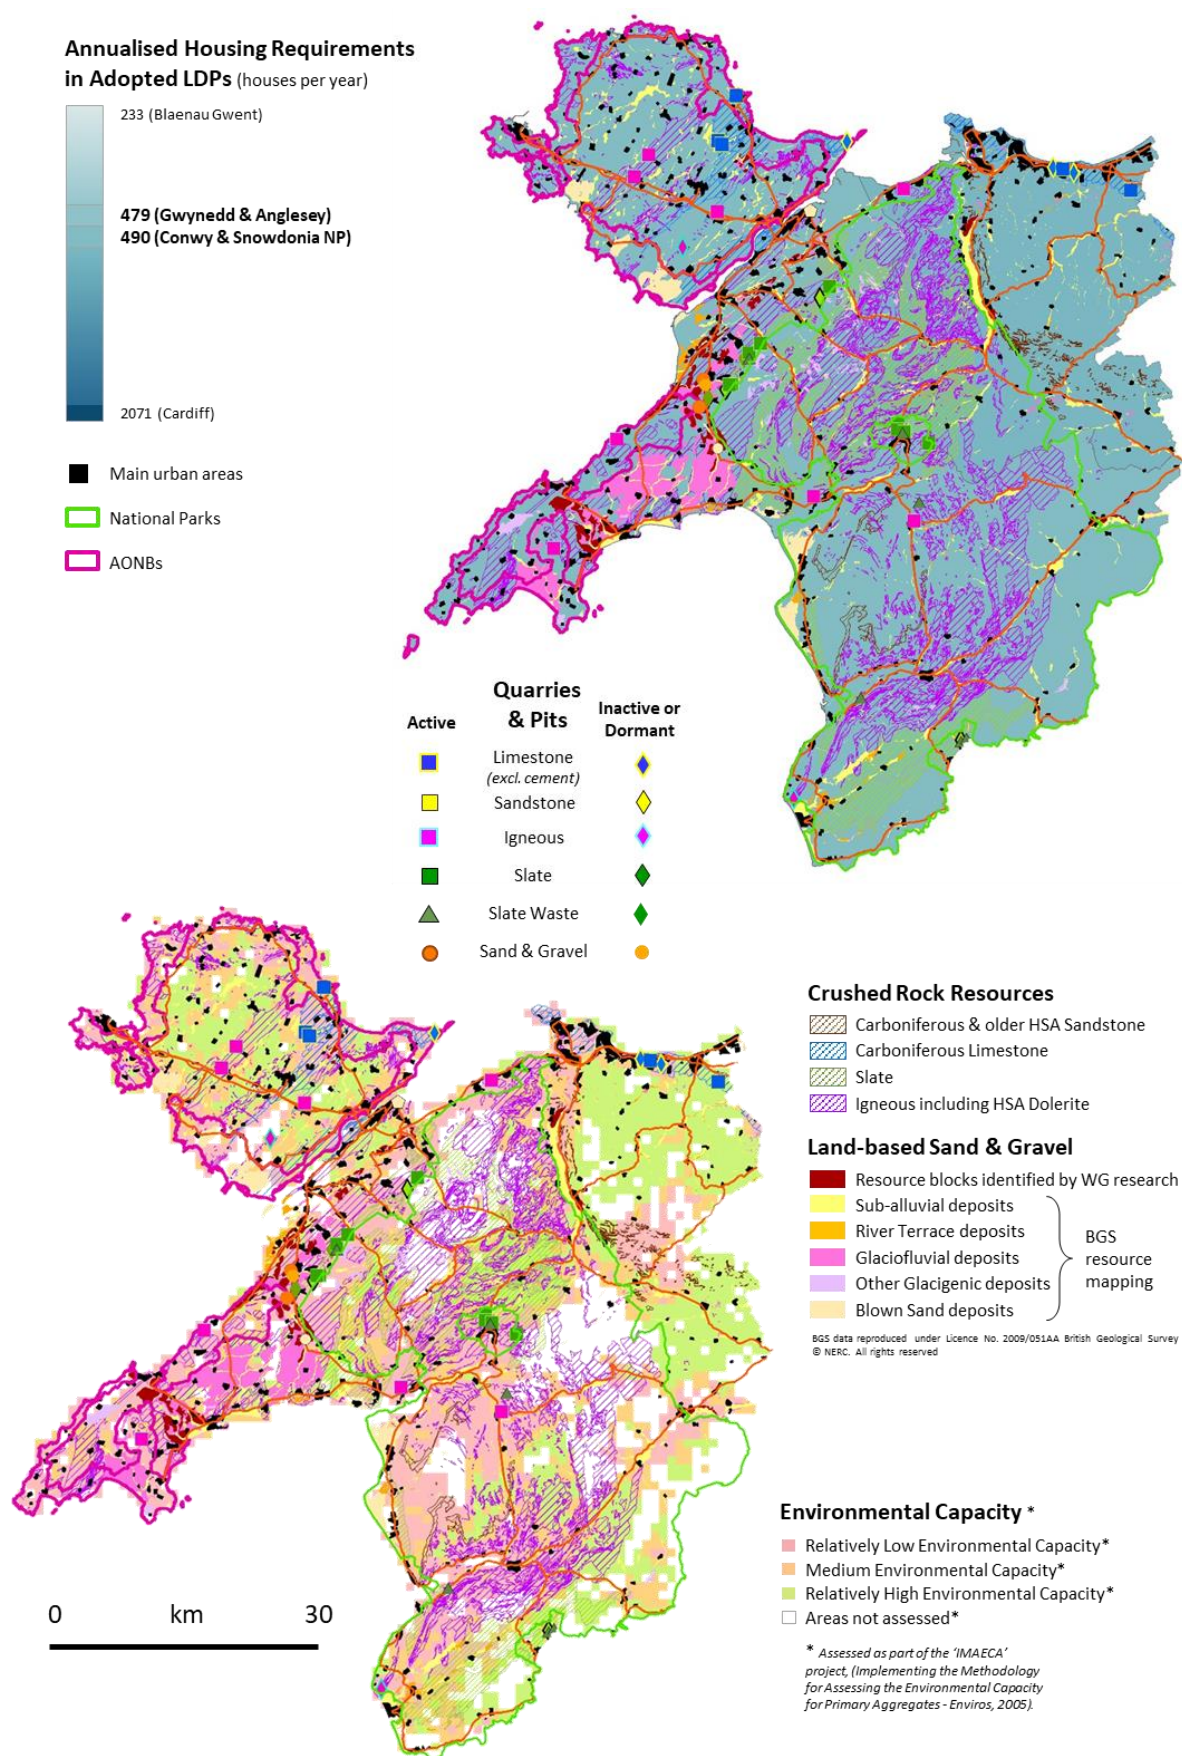 Annualised Housing Requirements
in Adopted LDPs (houses per year)
233 (Blaenau Gwent)
479 (Gwynedd & Anglesey)
490 (Conwy & Snowdonia NP)
2071 (Cardiff)
Main urban areas
National Parks
AONBs
Quarries
& Pits
Active
Inactive or
Dormant
Limestone
(excl. cement)
Sandstone
Igneous
Slate
Slate Waste
Sand & Gravel
Crushed Rock Resources
Carboniferous & older HSA Sandstone
Carboniferous Limestone
Slate
Igneous including HSA Dolerite
Land-based Sand & Gravel
Resource blocks identified by WG research
Sub-alluvial deposits
River Terrace deposits
Glaciofluvial deposits
Other Glacigenic deposits
Blown Sand deposits
BGS
resource
mapping
BGS data reproduced under Licence No. 2009/051AA British Geological Survey
© NERC. All rights reserved
Environmental Capacity *
Relatively Low Environmental Capacity*
Medium Environmental Capacity*
Relatively High Environmental Capacity*
Areas not assessed*
* Assessed as part of the ‘IMAECA’
project, (Implementing the Methodology
for Assessing the Environmental Capacity
for Primary Aggregates - Enviros, 2005).
0 km 30